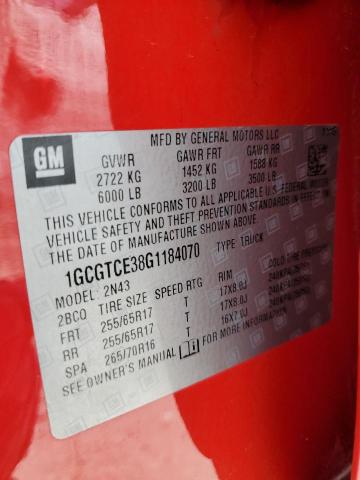 GM
MFD BY GENERAL MOTORS LLC
GVWR GAWR FRT GAWR RR
2722 KG 1452 KG 1588 KG
6000 LB 3200 LB 3500 LB
THIS VEHICLE CONFORMS TO ALL APPLICABLE U.S. FEDERAL MOTOR
VEHICLE SAFETY AND THEFT PREVENTION STANDARDS
THE DATE OF MANUFACTURE SHOWN ABOVE.
1GCGTCE38G1184070 TYPE: TRUCK
MODEL: 2N43
2BCO TIRE SIZE SPEED RTG RIM
FRT 255/65R17 T 17X8.0J
RR 255/65R17 T 17X8.0J
SPA 265/70R16 T 16X7.0J
SEE OWNER'S MANUAL FOR MORE INFORMATION